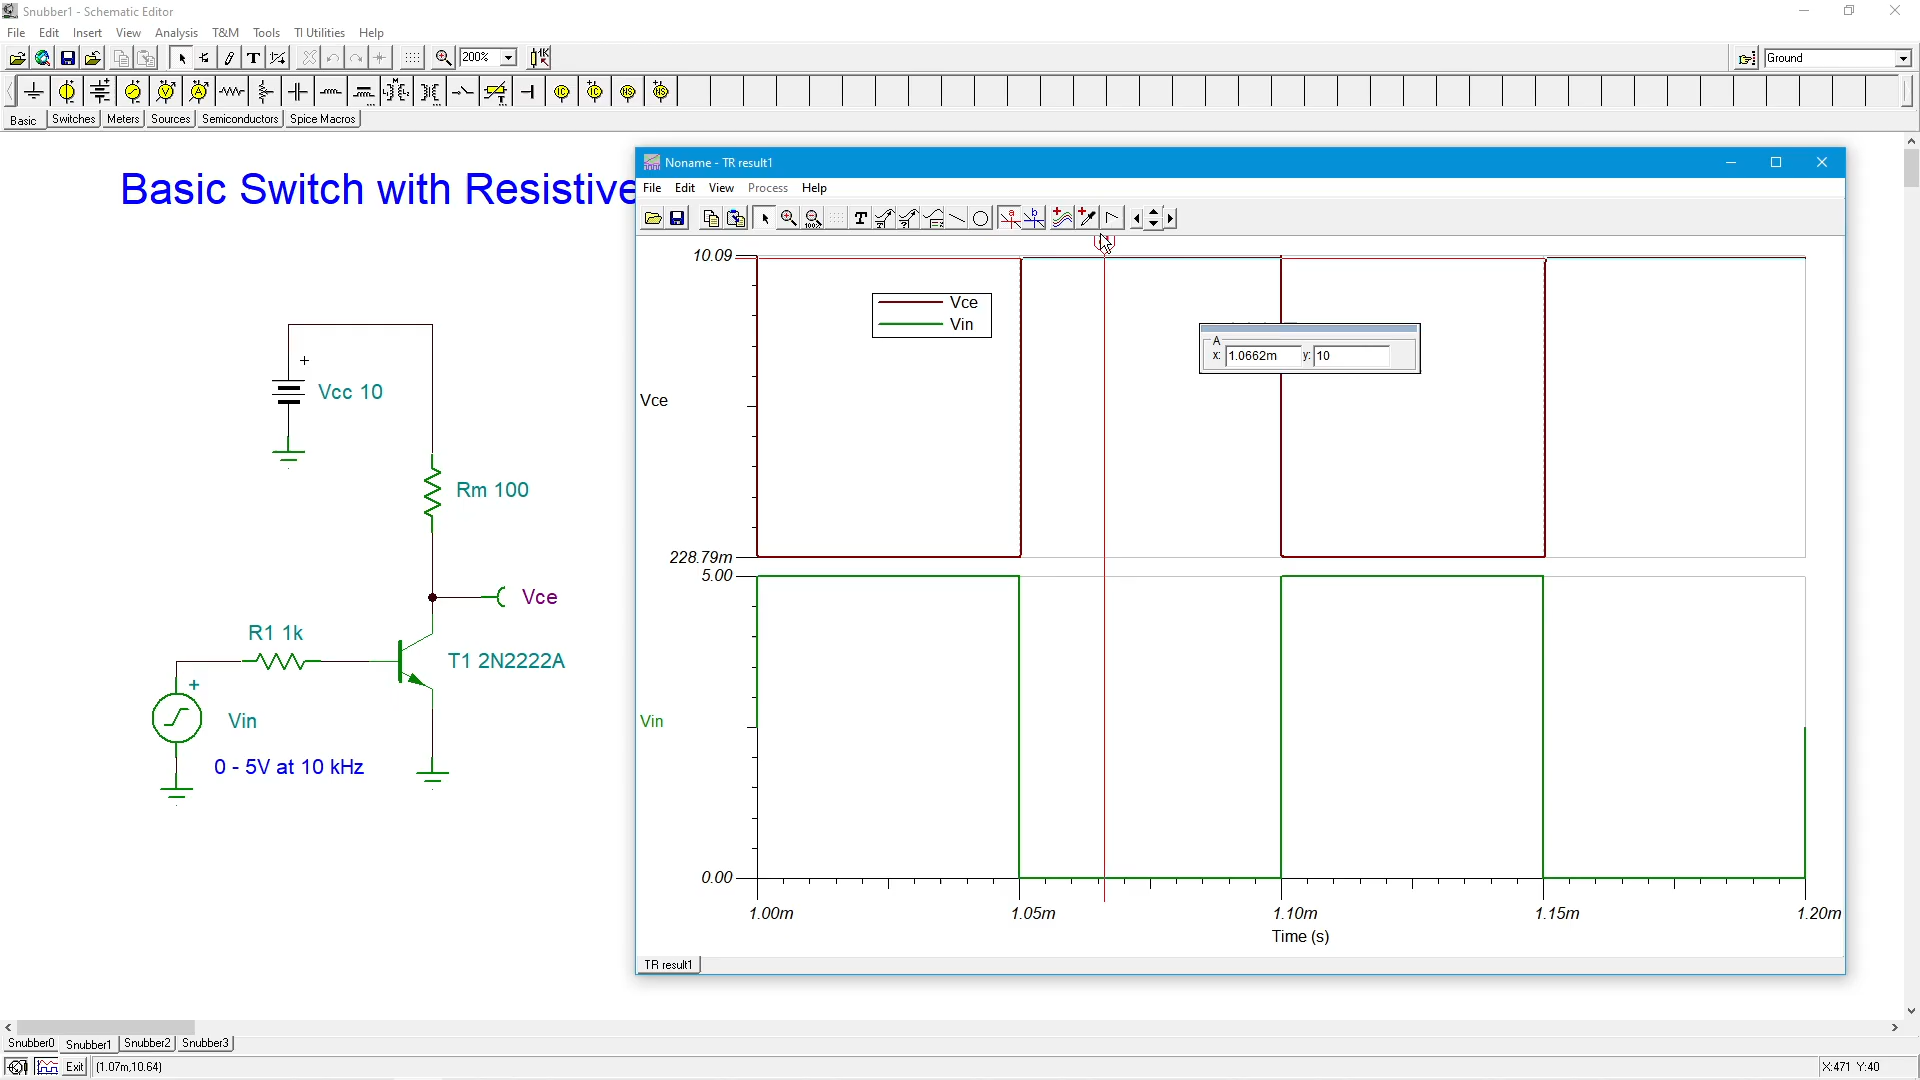 Snubber1 - Schematic Editor
File Edit Insert View Analysis T&M Tools TI Utilities Help
200%
1K
Ground
Basic Switches Meters Sources Semiconductors Spice Macros
Basic Switch with Resistive
+
Vcc 10
Rm 100
Vce
R1 1k
T1 2N2222A
+
Vin
0 - 5V at 10 kHz
Noname - TR result1
File Edit View Process Help
10.09
Vce
Vin
A
x: 1.0662m y: 10
Vce
228.79m
5.00
Vin
0.00
1.00m 1.05m 1.10m 1.15m 1.20m
Time (s)
TR result1
Snubber0 Snubber1 Snubber2 Snubber3
Exit (1.07m,10.64)
X:471 Y:40